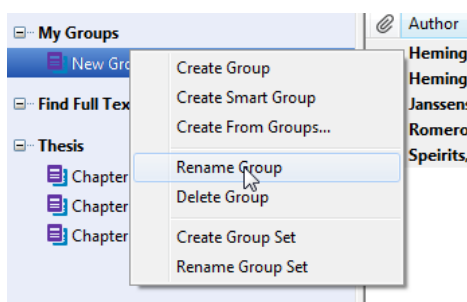 My Groups
New Gro
Find Full Tex
Thesis
Chapter
Chapter
Chapter
Create Group
Create Smart Group
Create From Groups...
Rename Group
Delete Group
Create Group Set
Rename Group Set
Author
Heming
Heming
Janssens
Romero
Speirits,